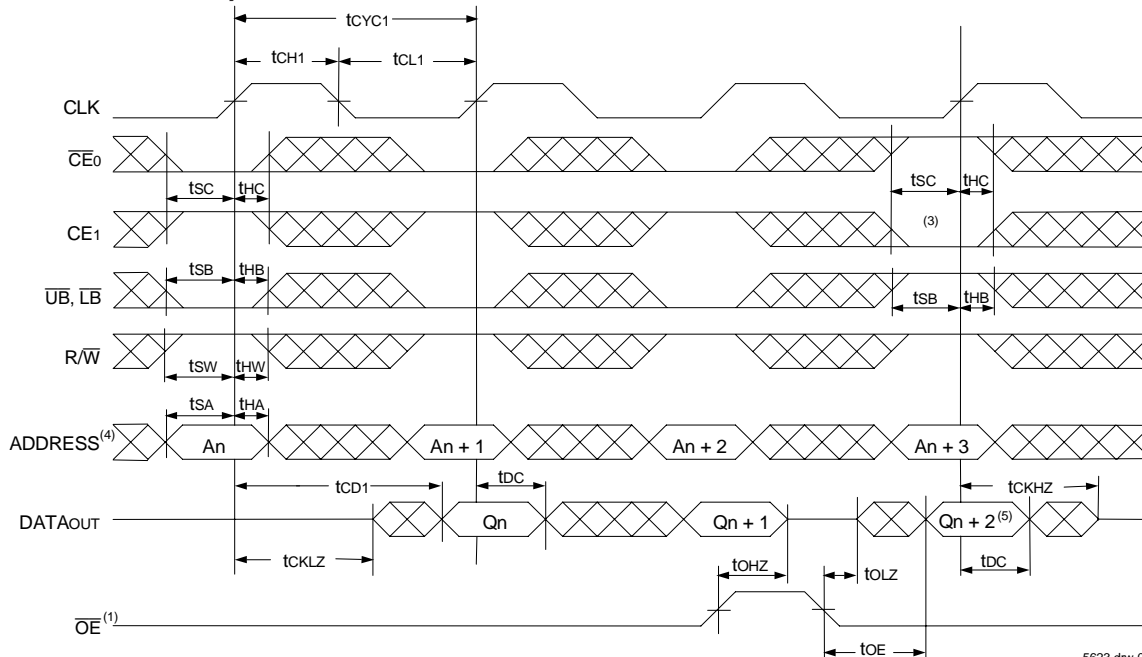 tCYC1
tCH1
tCL1
CLK
CE0
tSC
tHC
tSC
tHC
CE1
(3)
tSB
tHB
UB, LB
tSB
tHB
R/W
tSW
tHW
tSA
tHA
ADDRESS(4)
An
An + 1
An + 2
An + 3
tCD1
tDC
tCKHZ
DATAOUT
Qn
Qn + 1
Qn + 2(5)
tCKLZ
tOHZ
tOLZ
tDC
OE(1)
tOE